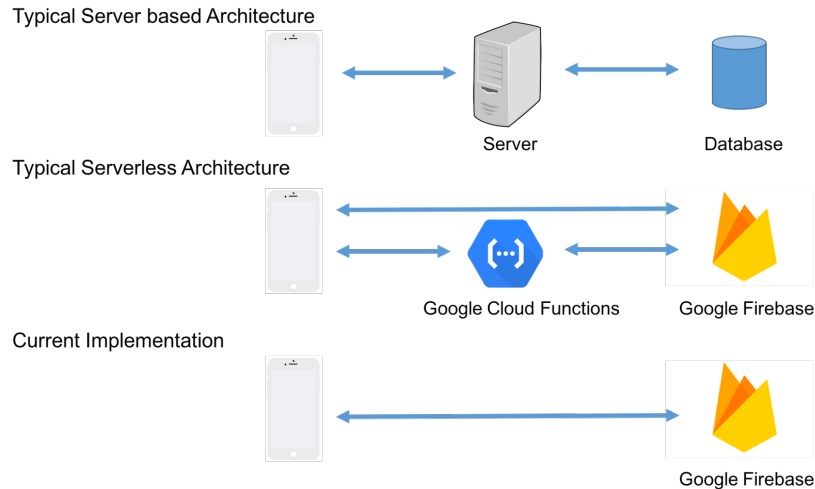 Typical Server based Architecture
Server
Database
Typical Serverless Architecture
Google Cloud Functions
Google Firebase
Current Implementation
Google Firebase